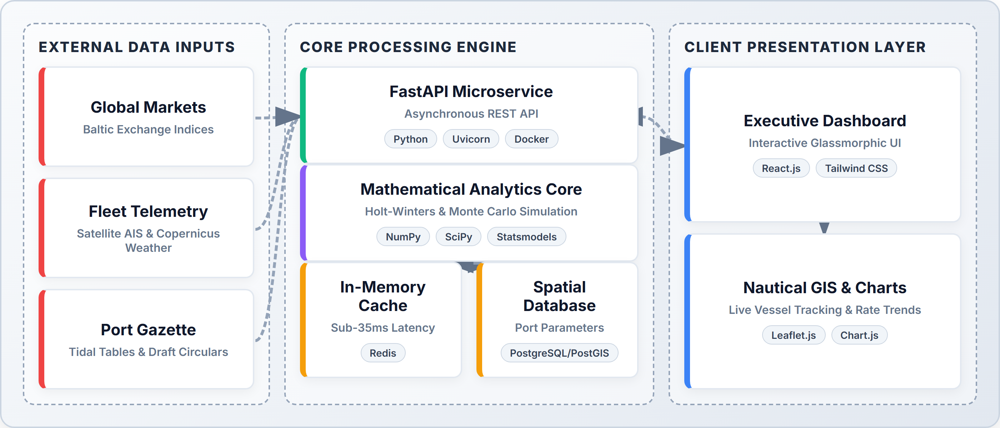 EXTERNAL DATA INPUTS
Global Markets
Baltic Exchange Indices
Fleet Telemetry
Satellite AIS & Copernicus
Weather
Port Gazette
Tidal Tables & Draft Circulars
CORE PROCESSING ENGINE
FastAPI Microservice
Asynchronous REST API
Python
Uvicorn
Docker
Mathematical Analytics Core
Holt-Winters & Monte Carlo Simulation
NumPy
SciPy
Statsmodels
In-Memory
Cache
Sub-35ms Latency
Redis
Spatial
Database
Port Parameters
PostgreSQL/PostGIS
CLIENT PRESENTATION LAYER
Executive Dashboard
Interactive Glassmorphic UI
React.js
Tailwind CSS
Nautical GIS & Charts
Live Vessel Tracking & Rate Trends
Leaflet.js
Chart.js